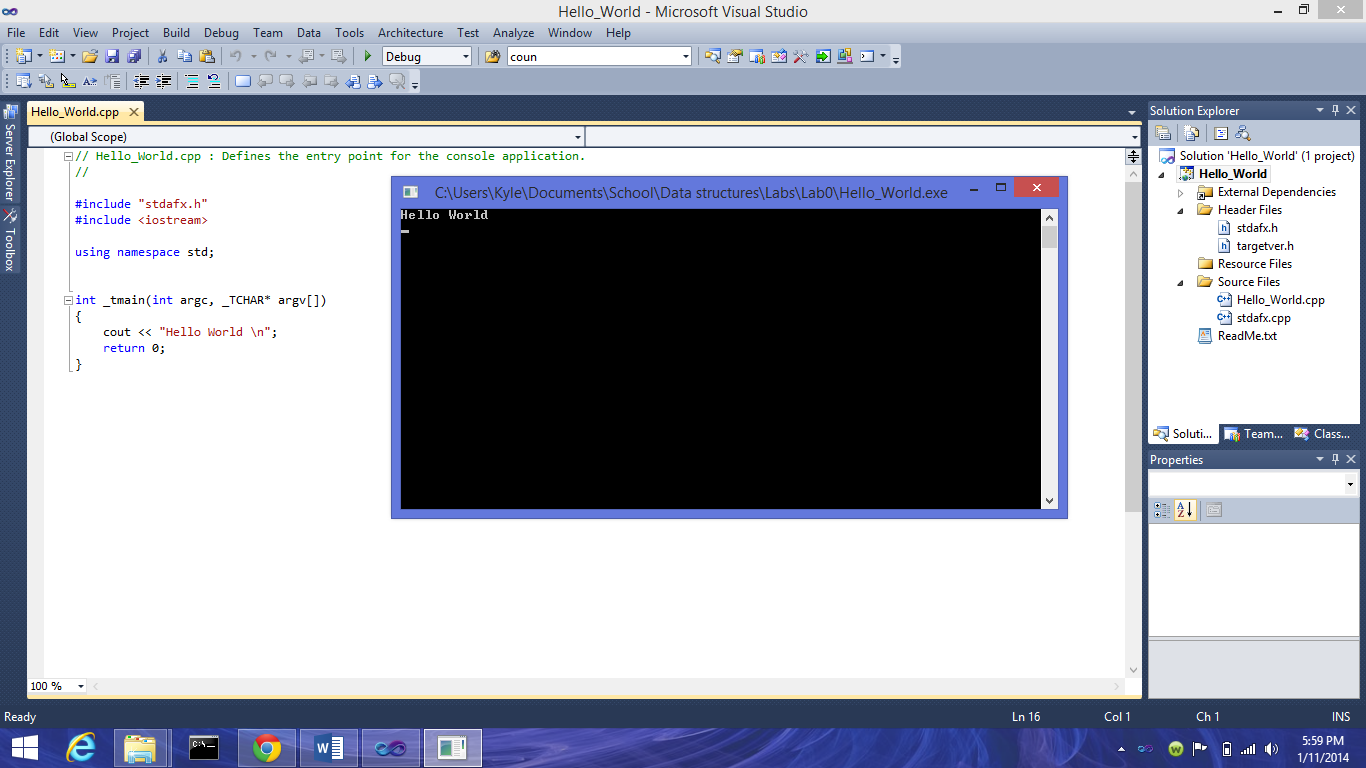 Hello_World - Microsoft Visual Studio
File Edit View Project Build Debug Team Data Tools Architecture Test Analyze Window Help
Debug coun
Hello_World.cpp
(Global Scope)
Server Explorer
Toolbox
// Hello_World.cpp : Defines the entry point for the console application.
//
#include "stdafx.h"
#include <iostream>
using namespace std;
int _tmain(int argc, _TCHAR* argv[])
{
cout << "Hello World \n";
return 0;
}
C:\Users\Kyle\Documents\School\Data structures\Labs\Lab0\Hello_World.exe
Hello World
Solution Explorer
Solution 'Hello_World' (1 project)
Hello_World
External Dependencies
Header Files
stdafx.h
targetver.h
Resource Files
Source Files
Hello_World.cpp
stdafx.cpp
ReadMe.txt
Soluti... Team... Class...
Properties
100 %
Ready Ln 16 Col 1 Ch 1 INS
5:59 PM
1/11/2014